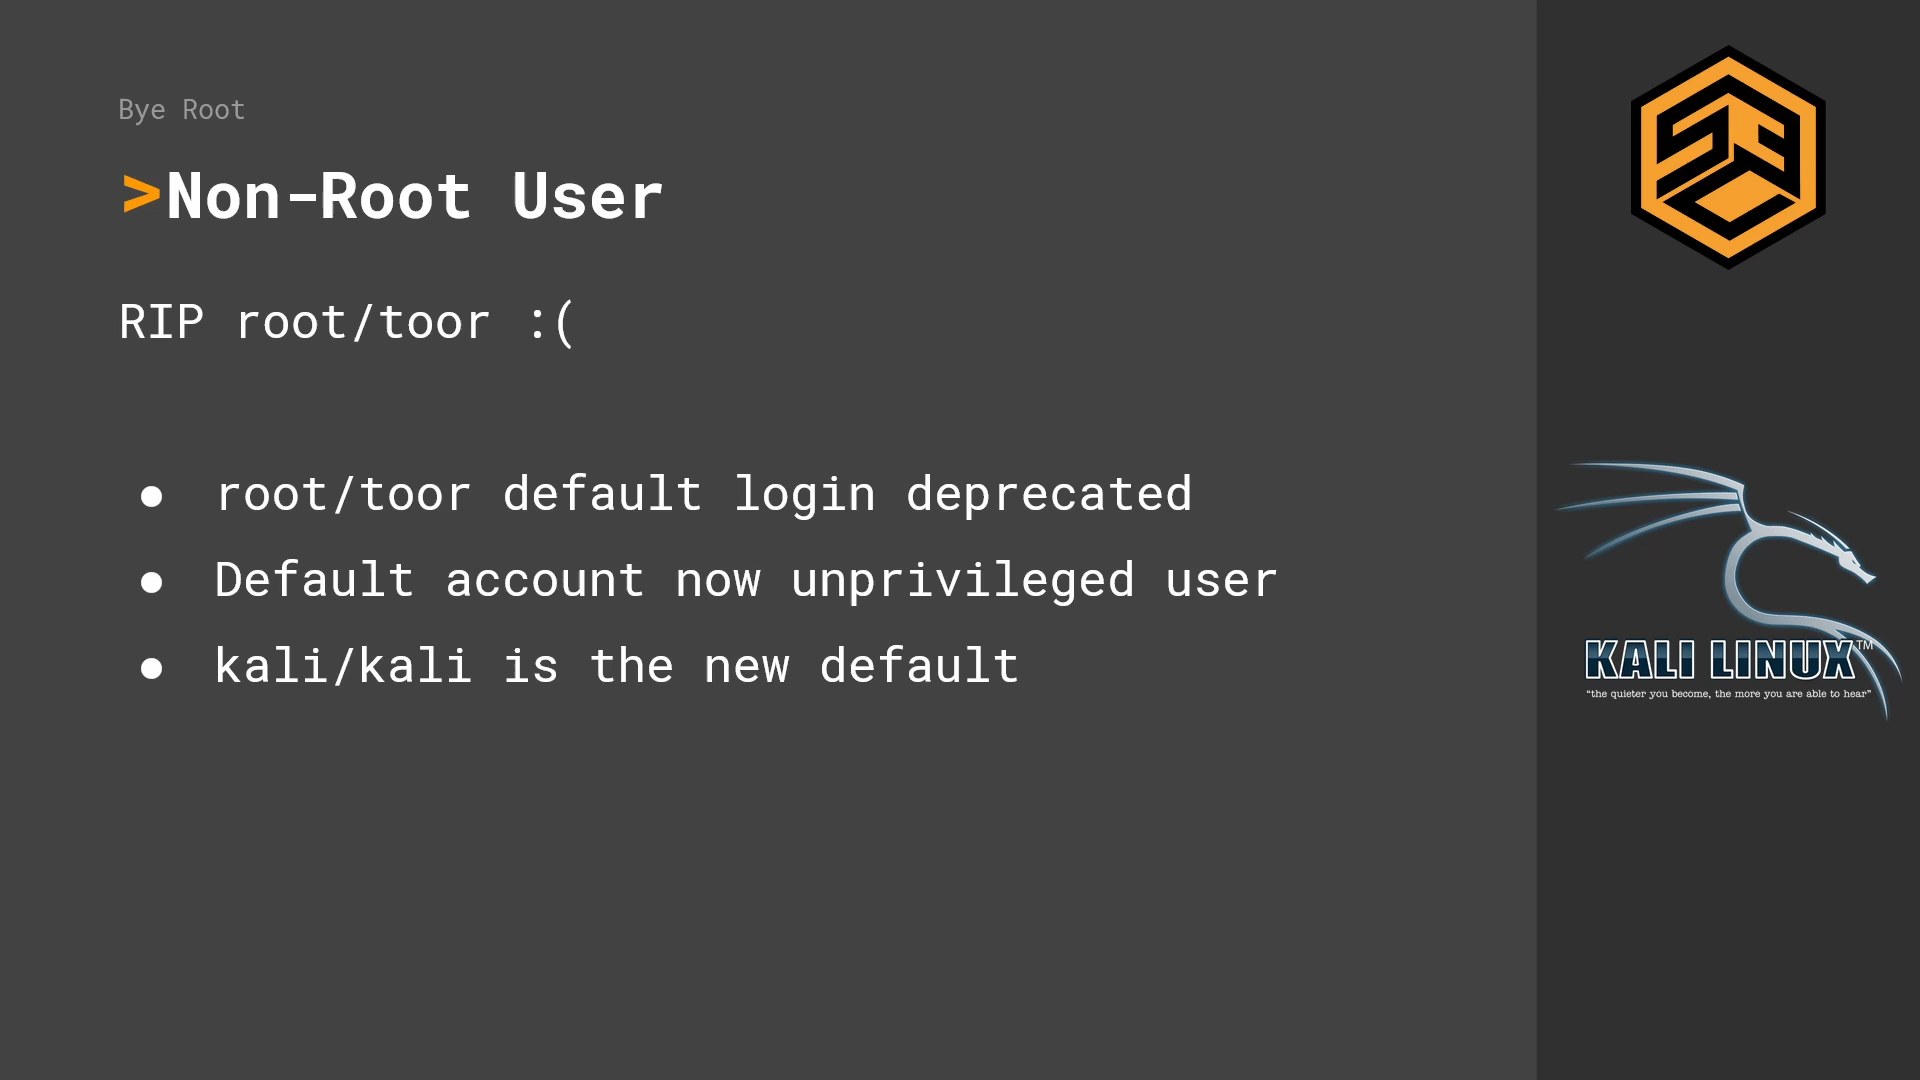 Bye Root
>Non-Root User
RIP root/toor :(
● root/toor default login deprecated
● Default account now unprivileged user
● kali/kali is the new default
KALI LINUX™
“the quieter you become, the more you are able to hear”